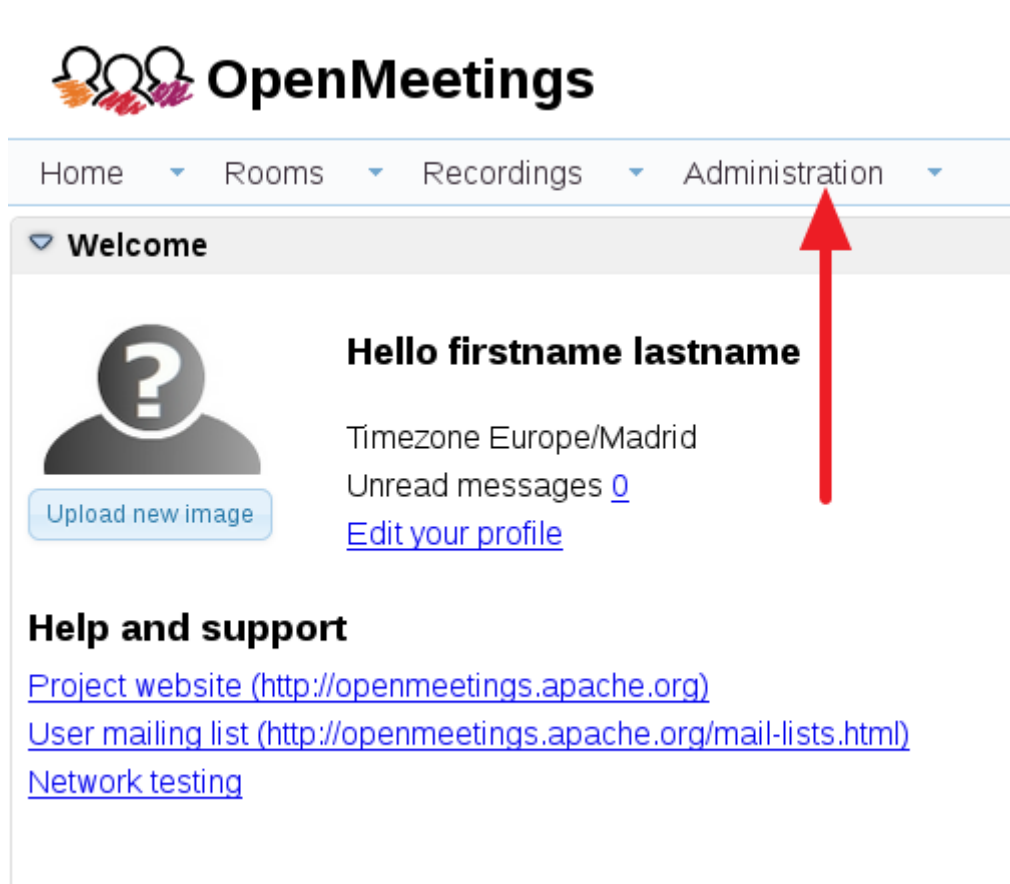 OpenMeetings
Home Rooms Recordings Administration
Welcome
?
Hello firstname lastname
Timezone Europe/Madrid
Unread messages 0
Upload new image
Edit your profile
Help and support
Project website (http://openmeetings.apache.org)
User mailing list (http://openmeetings.apache.org/mail-lists.html)
Network testing